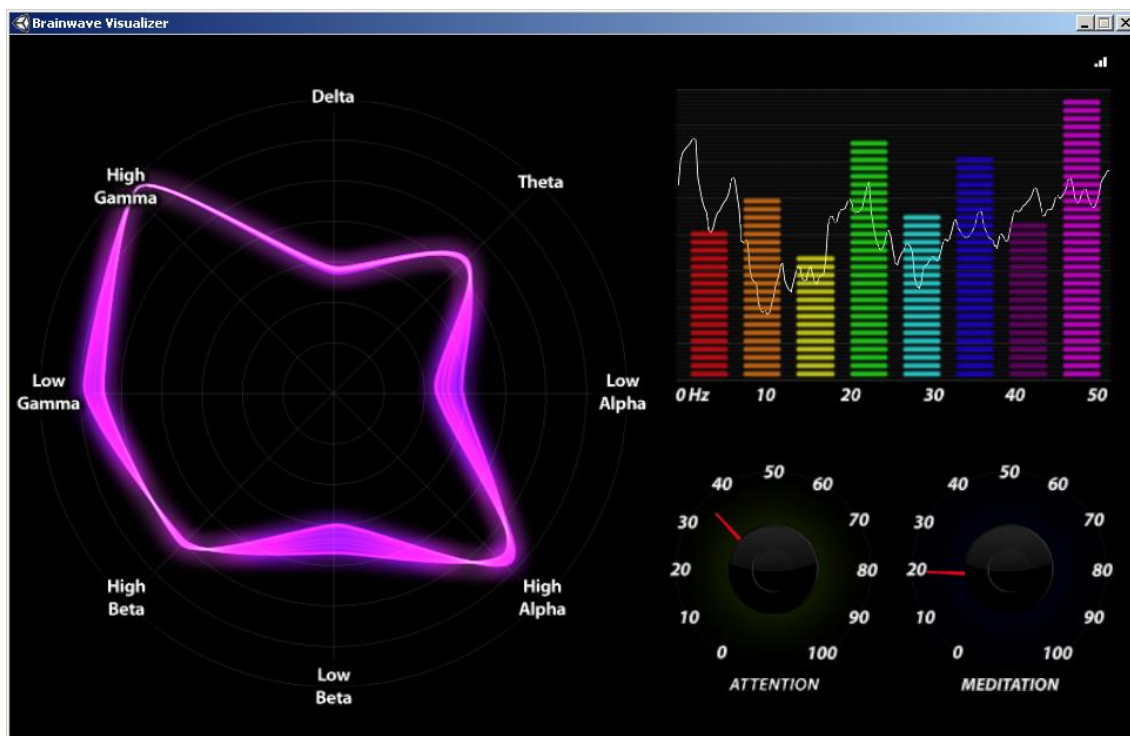 Brainwave Visualizer
Delta
Theta
Low
Alpha
High
Alpha
Low
Beta
High
Beta
Low
Gamma
High
Gamma
0 Hz 10 20 30 40 50
0 10 20 30 40 50 60 70 80 90 100
ATTENTION
0 10 20 30 40 50 60 70 80 90 100
MEDITATION